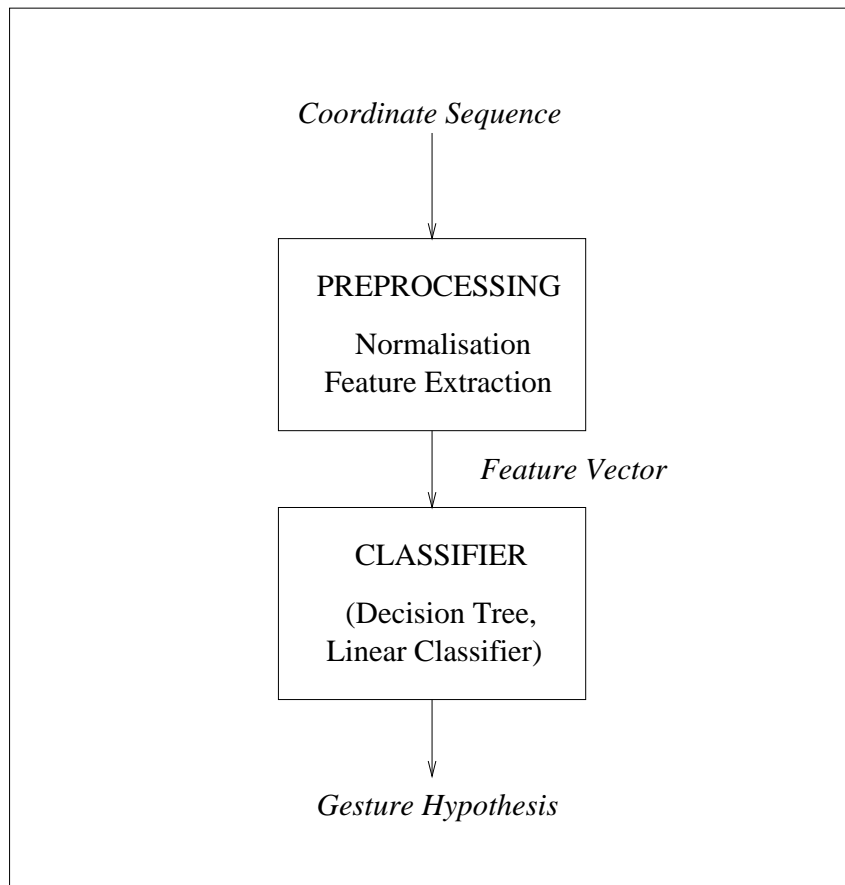 Coordinate Sequence
PREPROCESSING
Normalisation
Feature Extraction
Feature Vector
CLASSIFIER
(Decision Tree,
Linear Classifier)
Gesture Hypothesis